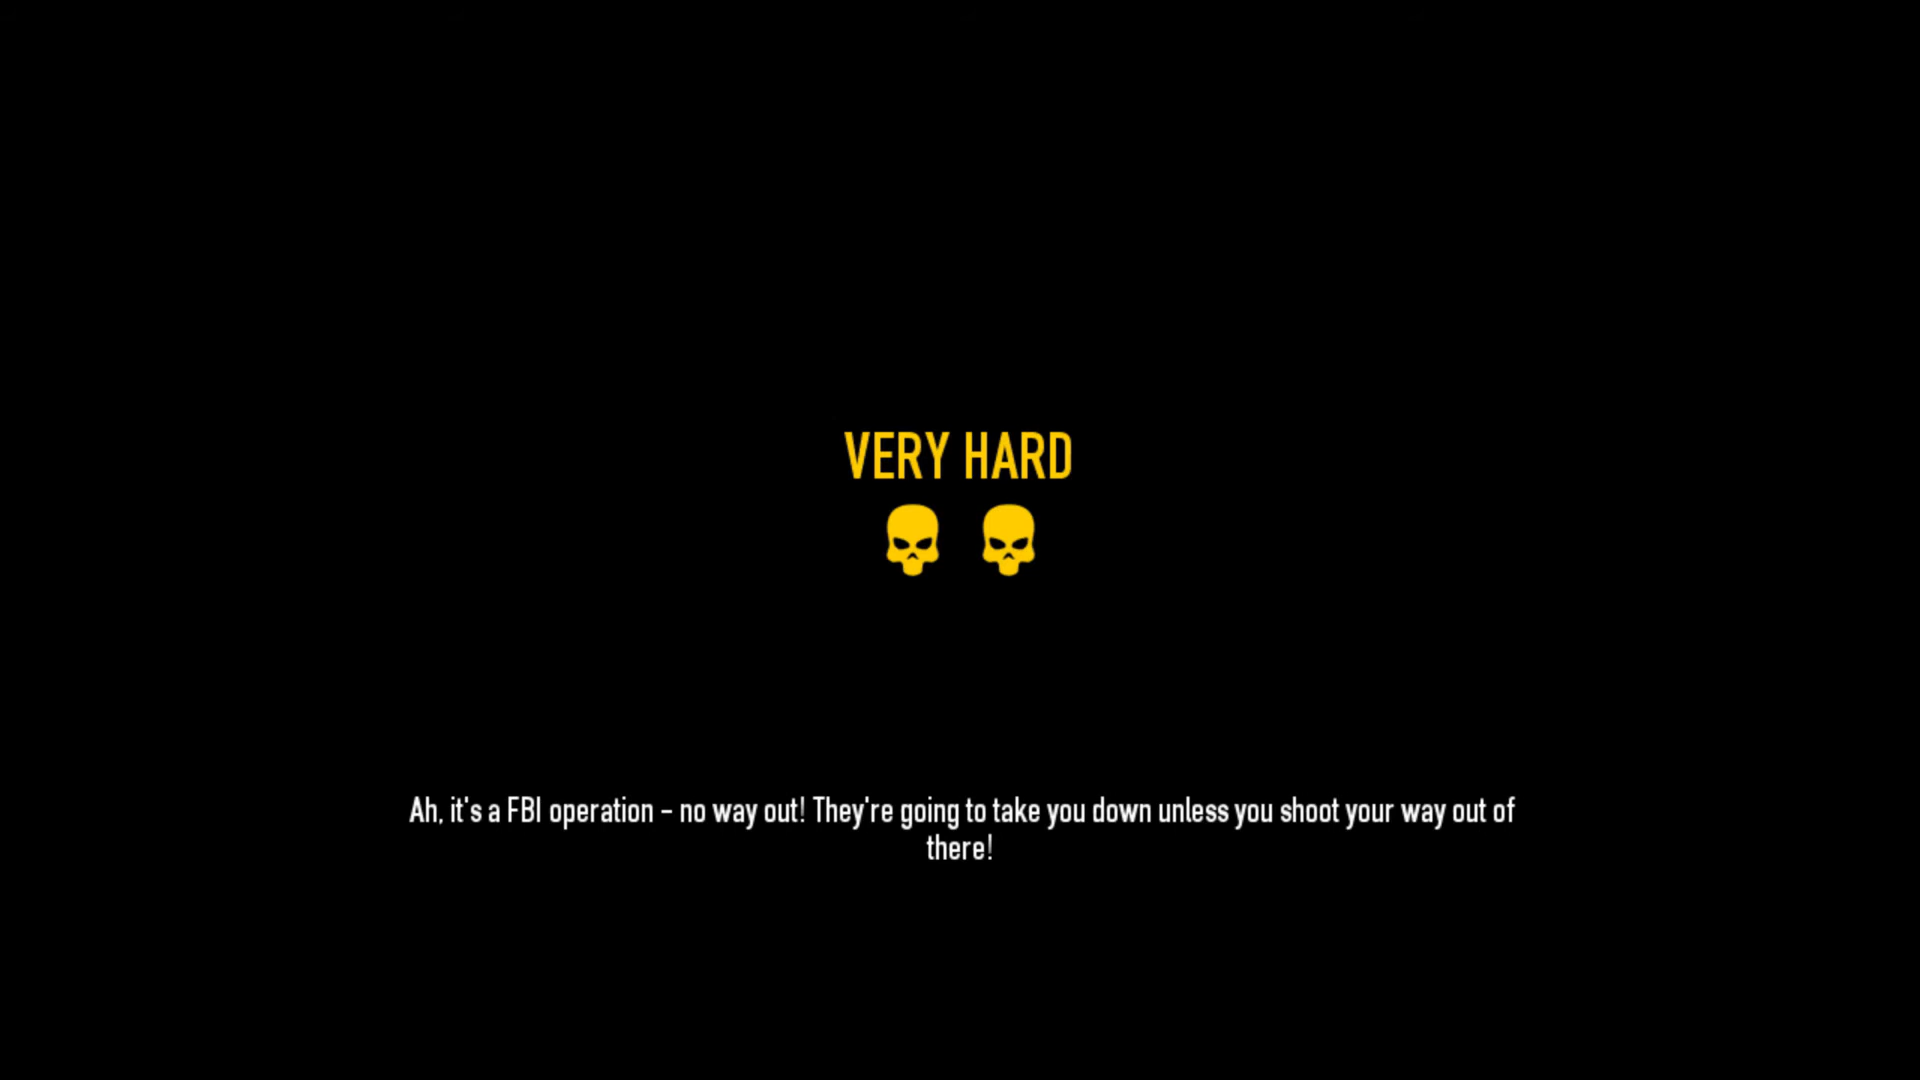 VERY HARD
Ah, it's a FBI operation - no way out! They're going to take you down unless you shoot your way out of
there!